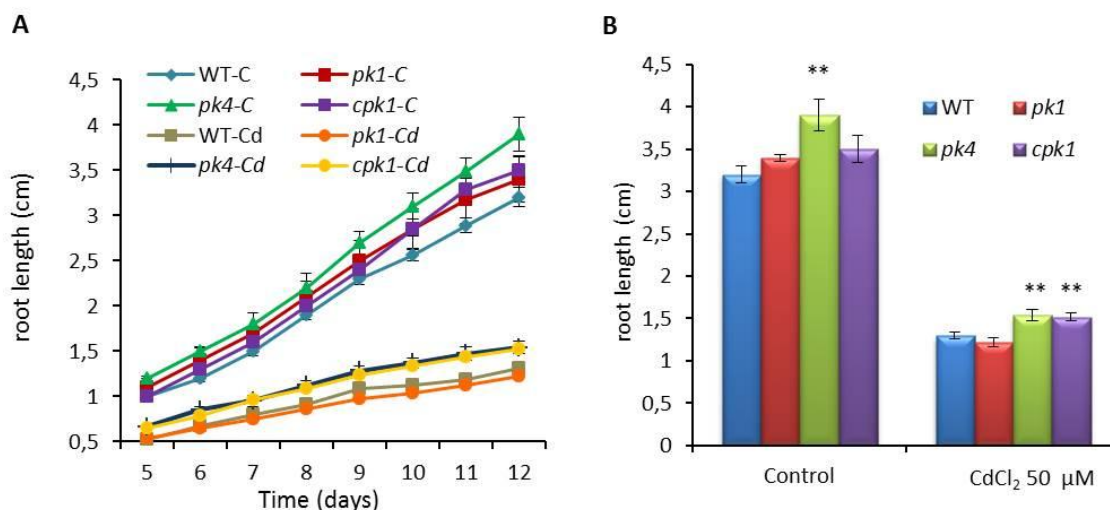 A
WT-C
pk1-C
pk4-C
cpk1-C
WT-Cd
pk1-Cd
pk4-Cd
cpk1-Cd
4,5
4
3,5
3
2,5
2
1,5
1
0,5
root length (cm)
5 6 7 8 9 10 11 12
Time (days)
B
4,5
4
3,5
3
2,5
2
1,5
1
0,5
0
root length (cm)
**
WT
pk1
pk4
cpk1
** **
Control
CdCl₂ 50 µM